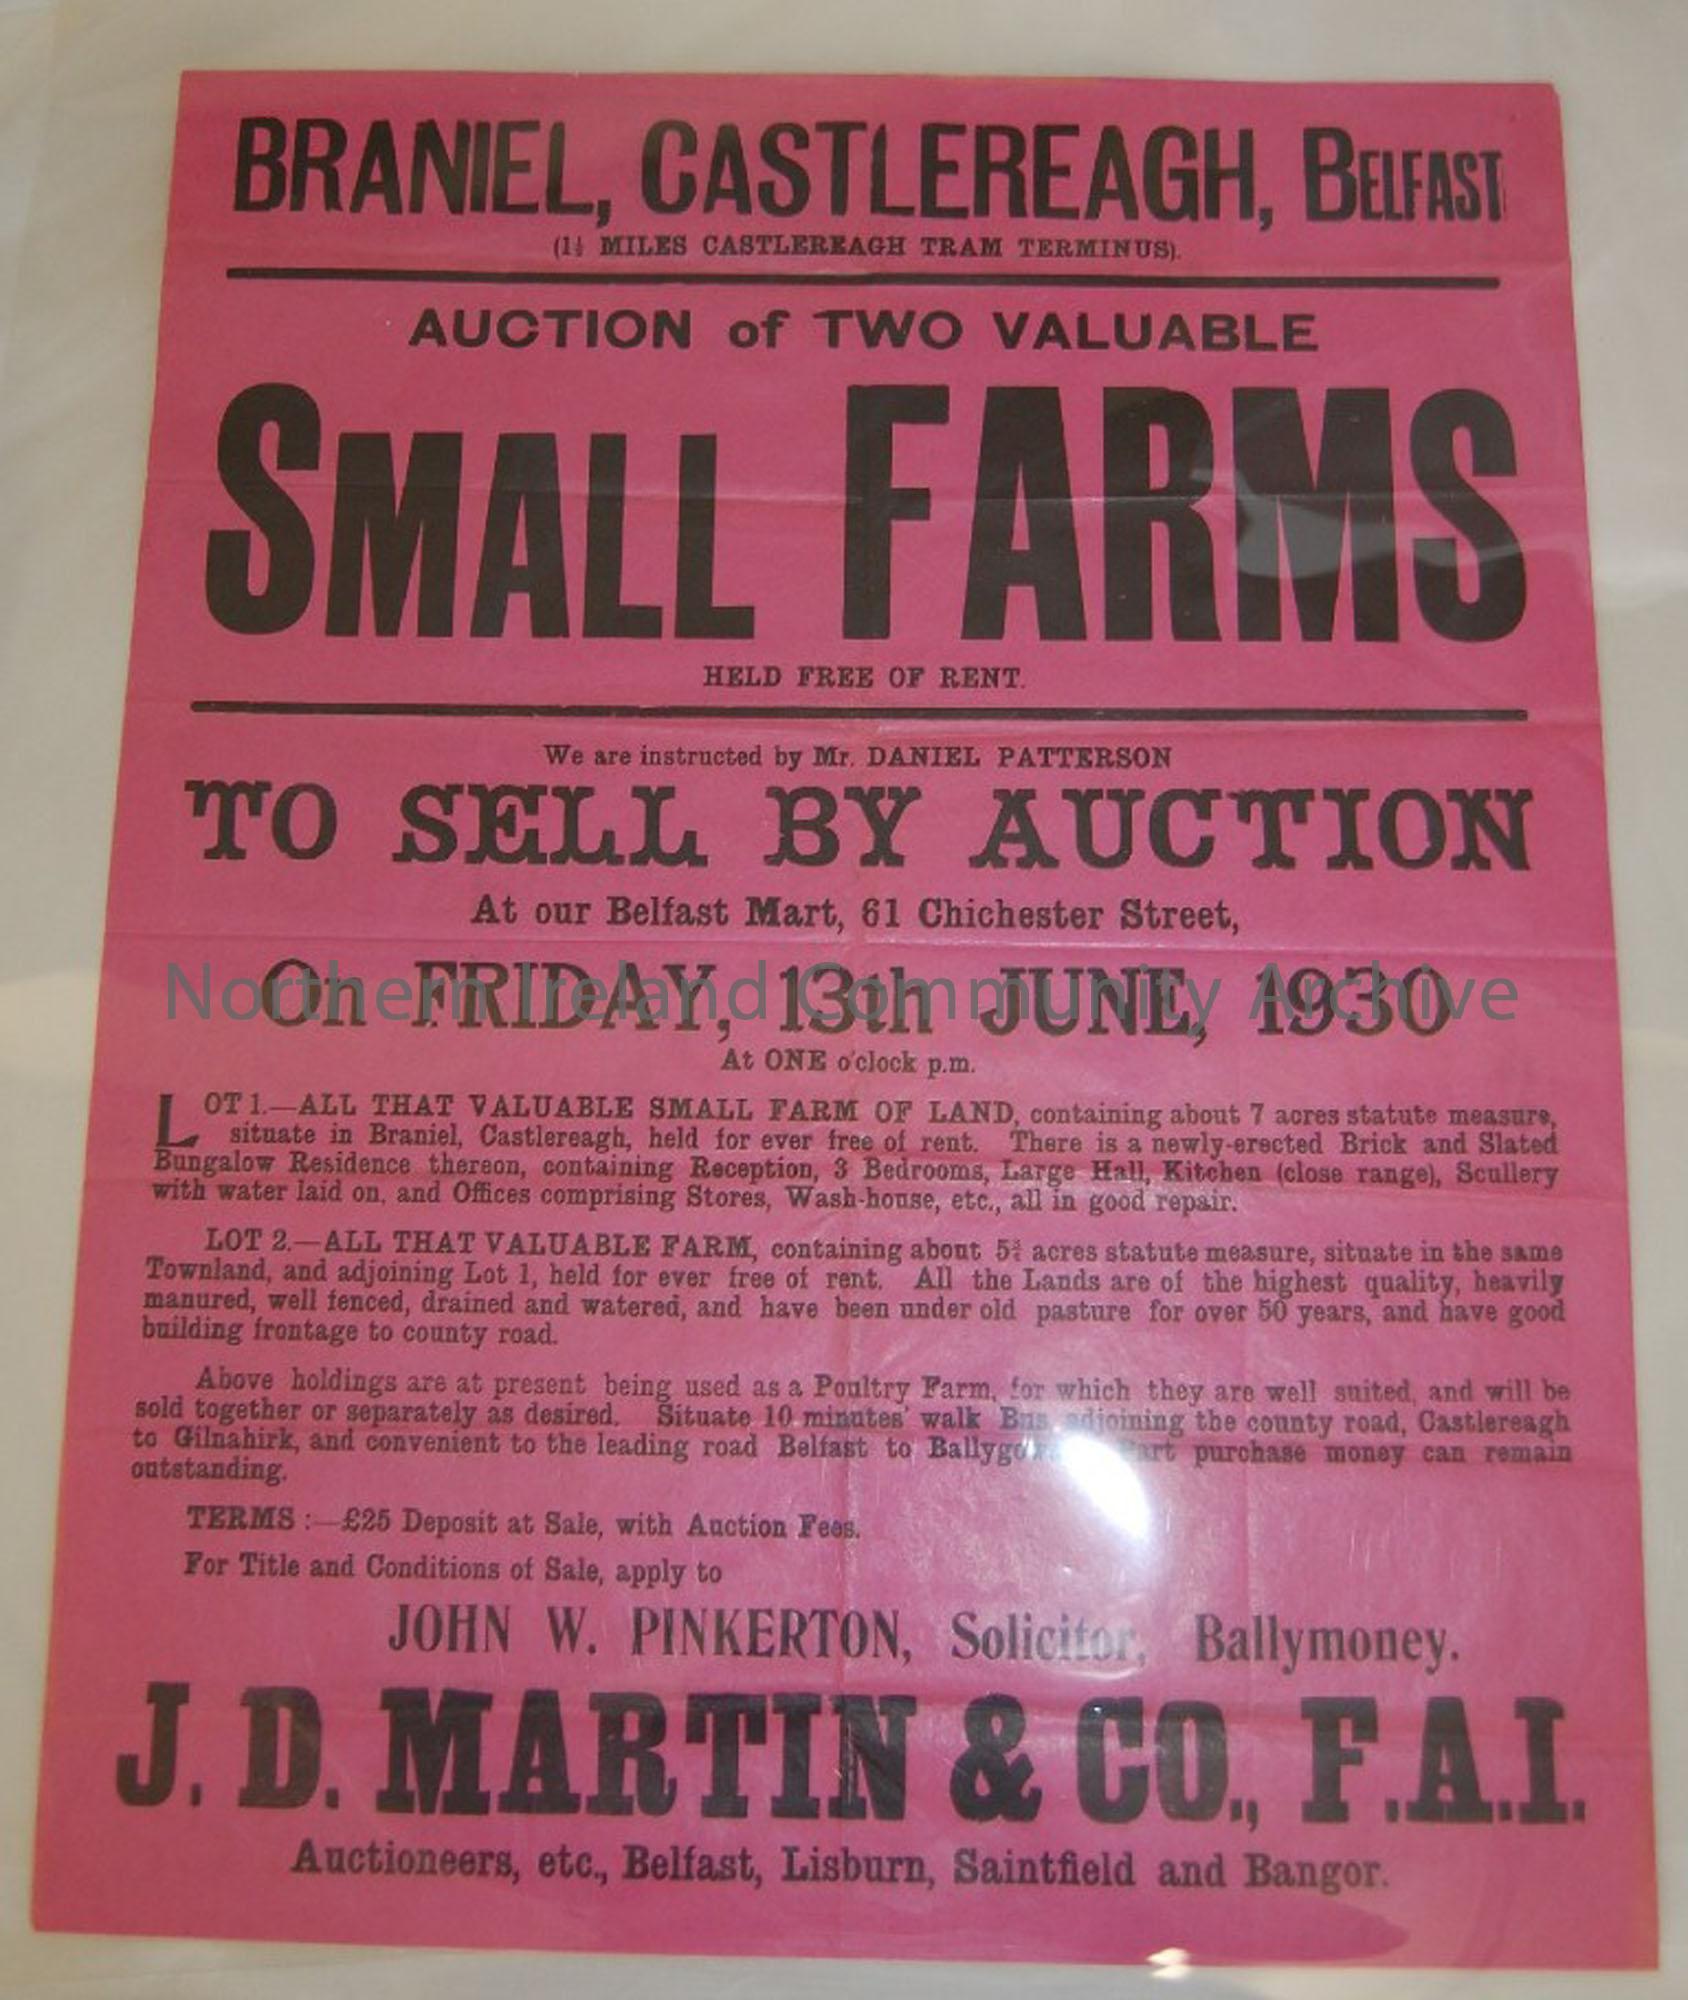 BRANIEL, CASTLEREAGH, BELFAST
(1½ MILES CASTLEREAGH TRAM TERMINUS).
AUCTION of TWO VALUABLE
SMALL FARMS
HELD FREE OF RENT.
We are instructed by Mr. DANIEL PATTERSON
TO SELL BY AUCTION
At our Belfast Mart, 61 Chichester Street,
On FRIDAY, 13th JUNE, 1930
Northern Ireland Community Archive
At ONE o'clock p.m.
LOT 1.—ALL THAT VALUABLE SMALL FARM OF LAND, containing about 7 acres statute measure,
situate in Braniel, Castlereagh, held for ever free of rent. There is a newly-erected Brick and Slated
Bungalow Residence thereon, containing Reception, 3 Bedrooms, Large Hall, Kitchen (close range), Scullery
with water laid on, and Offices comprising Stores, Wash-house, etc., all in good repair.
LOT 2.—ALL THAT VALUABLE FARM, containing about acres statute measure, situate in the same
Townland, and adjoining Lot 1, held for ever free of rent. All the Lands are of the highest quality, heavily
manured, well fenced, drained and watered, and have been under old pasture for over 50 years, and have good
building frontage to county road.
Above holdings are at present being used as a Poultry Farm, for which they are well suited, and will be
sold together or separately as desired. Situate 10 minutes' walk Bus adjoining the county road, Castlereagh
to Gilnahirk, and convenient to the leading road Belfast to Part purchase money can remain
outstanding.
TERMS :—£25 Deposit at Sale, with Auction Fees.
For Title and Conditions of Sale, apply to
JOHN W. PINKERTON, Solicitor, Ballymoney.
J. D. MARTIN & CO., F.A.I.
Auctioneers, etc., Belfast, Lisburn, Saintfield and Bangor.